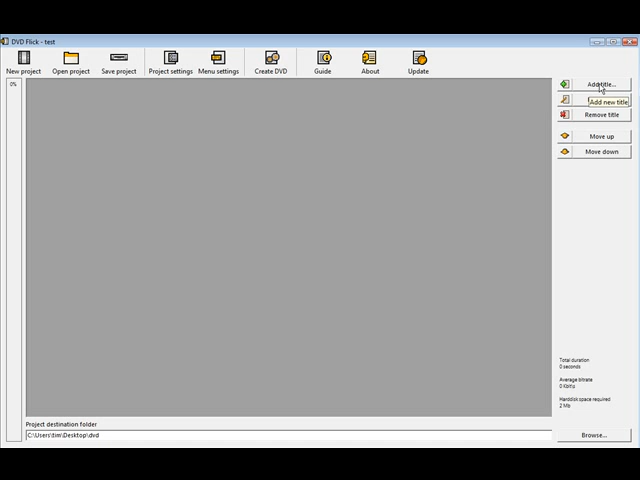 DVD Flick - test
New project
Open project
Save project
Project settings
Menu settings
Create DVD
Guide
About
Update
0%
Add title...
Add new title
Remove title
Move up
Move down
Total duration
0 seconds
Average bitrate
0 Kbit/s
Harddisk space required
2 Mb
Project destination folder
C:\Users\tim\Desktop\dvd
Browse...